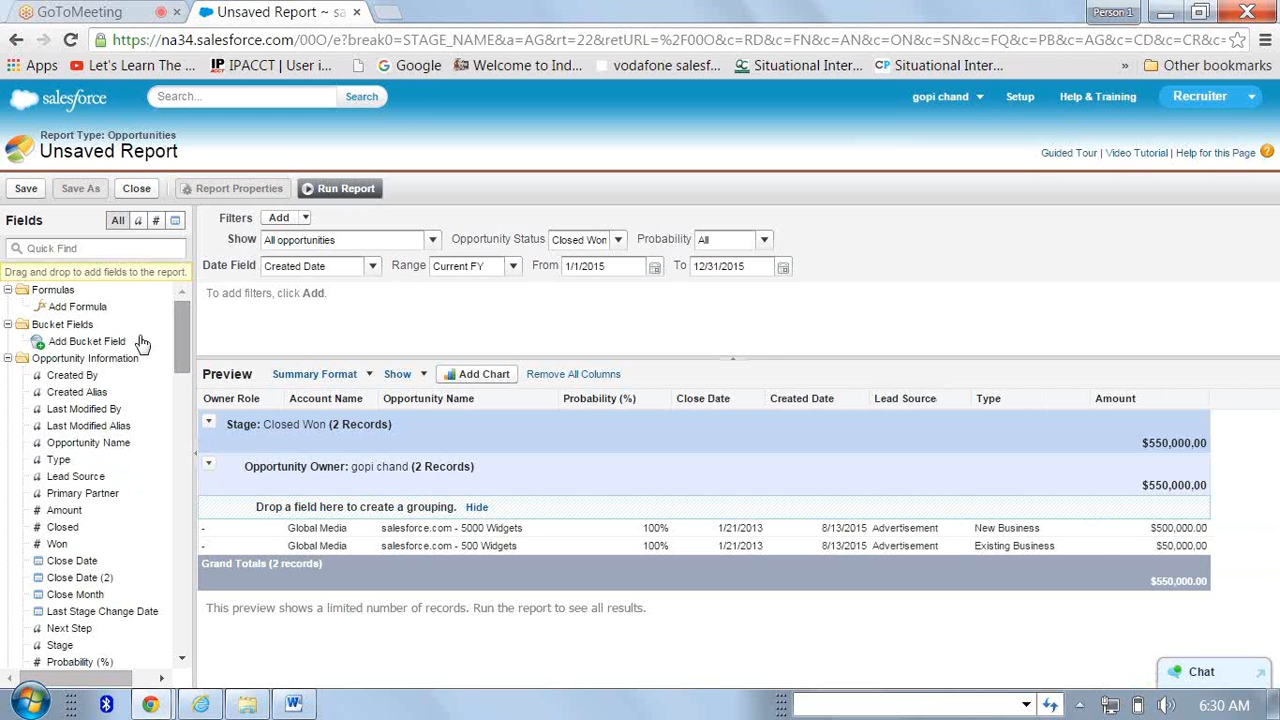 GoToMeeting
Unsaved Report ~ sa
Person 1
https://na34.salesforce.com/00O/e?break0=STAGE_NAME&a=AG&rt=22&retURL=%2F00O&c=RD&c=FN&c=AN&c=ON&c=SN&c=FQ&c=PB&c=AG&c=CD&c=CR&c=
Apps
Let's Learn The ...
IP IPACCT | User i...
Google
Welcome to Ind...
vodafone salesf...
Situational Inter...
CP Situational Inter...
»
Other bookmarks
salesforce
Search...
Search
gopi chand
Setup
Help & Training
Recruiter
Report Type: Opportunities
Unsaved Report
Guided Tour | Video Tutorial | Help for this Page
Save
Save As
Close
Report Properties
Run Report
Fields
All a #
Quick Find
Drag and drop to add fields to the report.
Formulas
fx Add Formula
Bucket Fields
Add Bucket Field
Opportunity Information
a Created By
a Created Alias
a Last Modified By
a Last Modified Alias
a Opportunity Name
a Type
a Lead Source
a Primary Partner
# Amount
# Closed
# Won
Close Date
Close Date (2)
Close Month
Last Stage Change Date
a Next Step
a Stage
# Probability (%)
Filters Add
Show All opportunities Opportunity Status Closed Won Probability All
Date Field Created Date Range Current FY From 1/1/2015 To 12/31/2015
To add filters, click Add.
Preview Summary Format Show Add Chart Remove All Columns
Owner Role Account Name Opportunity Name Probability (%) Close Date Created Date Lead Source Type Amount
Stage: Closed Won (2 Records)
$550,000.00
Opportunity Owner: gopi chand (2 Records)
$550,000.00
Drop a field here to create a grouping. Hide
- Global Media salesforce.com - 5000 Widgets 100% 1/21/2013 8/13/2015 Advertisement New Business $500,000.00
- Global Media salesforce.com - 500 Widgets 100% 1/21/2013 8/13/2015 Advertisement Existing Business $50,000.00
Grand Totals (2 records)
$550,000.00
This preview shows a limited number of records. Run the report to see all results.
Chat
6:30 AM